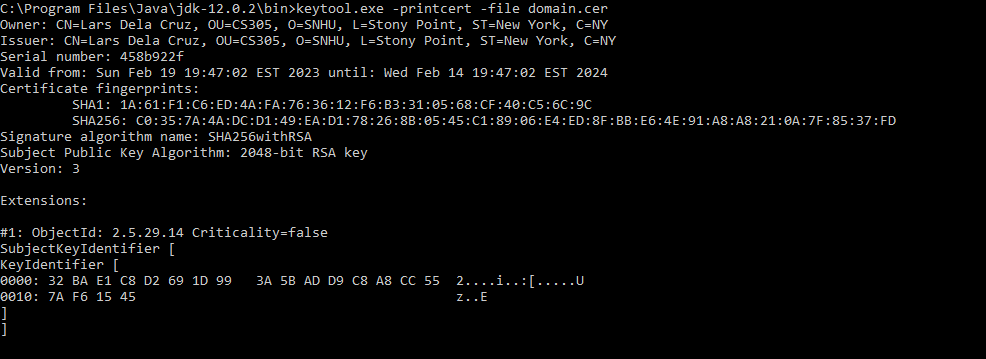 C:\Program Files\Java\jdk-12.0.2\bin>keytool.exe -printcert -file domain.cer
Owner: CN=Lars Dela Cruz, OU=CS305, O=SNHU, L=Stony Point, ST=New York, C=NY
Issuer: CN=Lars Dela Cruz, OU=CS305, O=SNHU, L=Stony Point, ST=New York, C=NY
Serial number: 458b922f
Valid from: Sun Feb 19 19:47:02 EST 2023 until: Wed Feb 14 19:47:02 EST 2024
Certificate fingerprints:
         SHA1: 1A:61:F1:C6:ED:4A:FA:76:36:12:F6:B3:31:05:68:CF:40:C5:6C:9C
         SHA256: C0:35:7A:4A:DC:D1:49:EA:D1:78:26:8B:05:45:C1:89:06:E4:ED:8F:BB:E6:4E:91:A8:A8:21:0A:7F:85:37:FD
Signature algorithm name: SHA256withRSA
Subject Public Key Algorithm: 2048-bit RSA key
Version: 3

Extensions:

#1: ObjectId: 2.5.29.14 Criticality=false
SubjectKeyIdentifier [
KeyIdentifier [
0000: 32 BA E1 C8 D2 69 1D 99   3A 5B AD D9 C8 A8 CC 55  2....i..:[.....U
0010: 7A F6 15 45                                        z..E
]
]